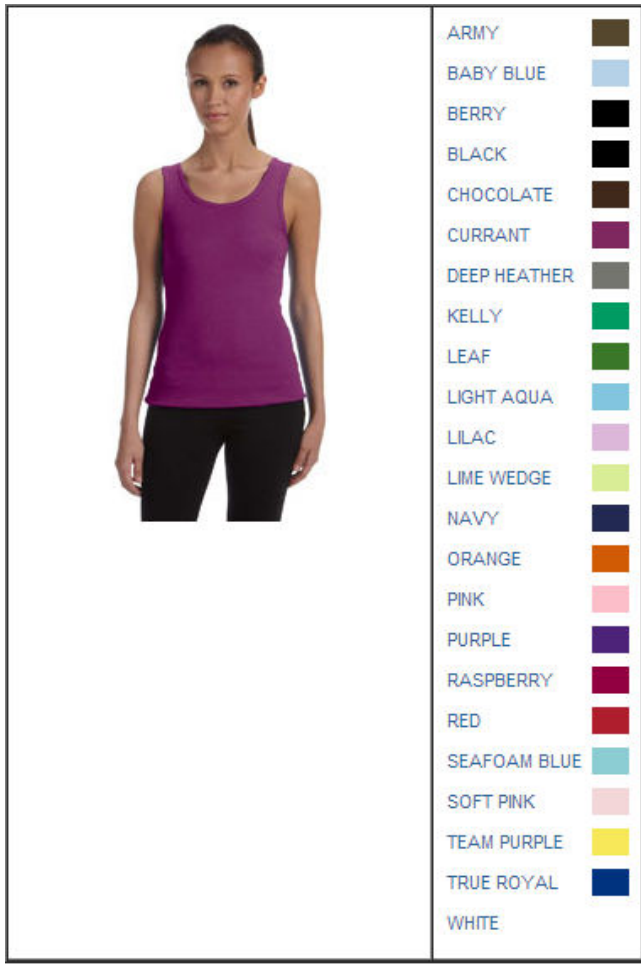 ARMY
BABY BLUE
BERRY
BLACK
CHOCOLATE
CURRANT
DEEP HEATHER
KELLY
LEAF
LIGHT AQUA
LILAC
LIME WEDGE
NAVY
ORANGE
PINK
PURPLE
RASPBERRY
RED
SEAFOAM BLUE
SOFT PINK
TEAM PURPLE
TRUE ROYAL
WHITE